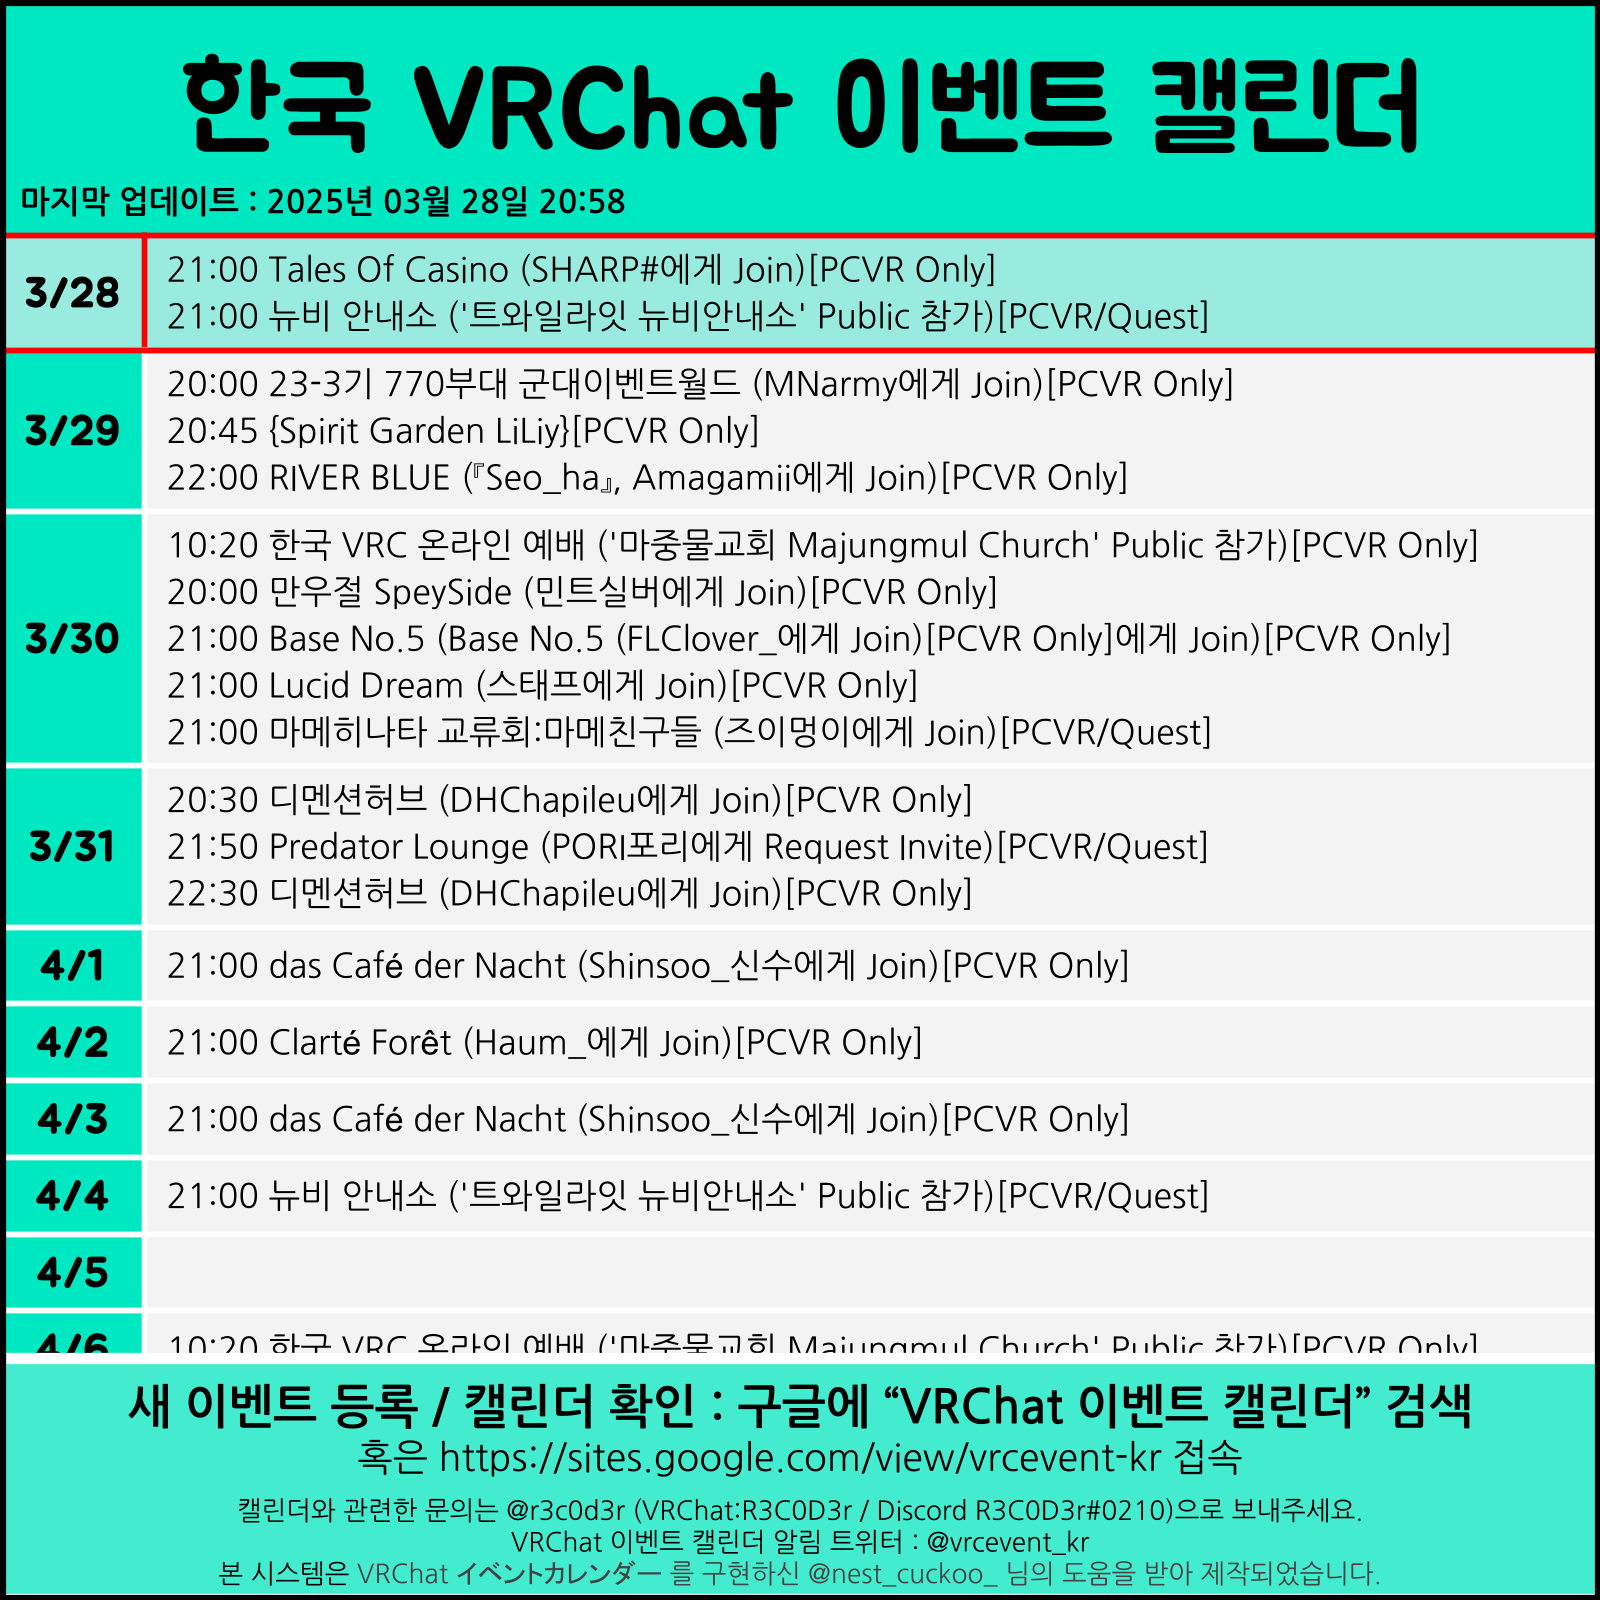 한국 VRChat 이벤트 캘린더
마지막 업데이트 : 2025년 03월 28일 20:58
3/28
21:00 Tales Of Casino (SHARP#에게 Join)[PCVR Only]
21:00 뉴비 안내소 ('트와일라잇 뉴비안내소' Public 참가)[PCVR/Quest]
3/29
20:00 23-3기 770부대 군대이벤트월드 (MNarmy에게 Join)[PCVR Only]
20:45 {Spirit Garden LiLiy}[PCVR Only]
22:00 RIVER BLUE (『Seo_ha』, Amagamii에게 Join)[PCVR Only]
3/30
10:20 한국 VRC 온라인 예배 ('마중물교회 Majungmul Church' Public 참가)[PCVR Only]
20:00 만우절 SpeySide (민트실버에게 Join)[PCVR Only]
21:00 Base No.5 (Base No.5 (FLClover_에게 Join)[PCVR Only]에게 Join)[PCVR Only]
21:00 Lucid Dream (스태프에게 Join)[PCVR Only]
21:00 마메히나타 교류회:마메친구들 (즈이멍이에게 Join)[PCVR/Quest]
3/31
20:30 디멘션허브 (DHChapileu에게 Join)[PCVR Only]
21:50 Predator Lounge (PORI포리에게 Request Invite)[PCVR/Quest]
22:30 디멘션허브 (DHChapileu에게 Join)[PCVR Only]
4/1
21:00 das Café der Nacht (Shinsoo_신수에게 Join)[PCVR Only]
4/2
21:00 Clarté Forêt (Haum_에게 Join)[PCVR Only]
4/3
21:00 das Café der Nacht (Shinsoo_신수에게 Join)[PCVR Only]
4/4
21:00 뉴비 안내소 ('트와일라잇 뉴비안내소' Public 참가)[PCVR/Quest]
4/5
4/6
10:20 한국 VRC 온라인 예배 ('마중물교회 Majungmul Church' Public 참가)[PCVR Only]
새 이벤트 등록 / 캘린더 확인 : 구글에 “VRChat 이벤트 캘린더” 검색
혹은 https://sites.google.com/view/vrcevent-kr 접속
캘린더와 관련한 문의는 @r3c0d3r (VRChat:R3C0D3r / Discord R3C0D3r#0210)으로 보내주세요.
VRChat 이벤트 캘린더 알림 트위터 : @vrcevent_kr
본 시스템은 VRChat イベントカレンダー 를 구현하신 @nest_cuckoo_ 님의 도움을 받아 제작되었습니다.